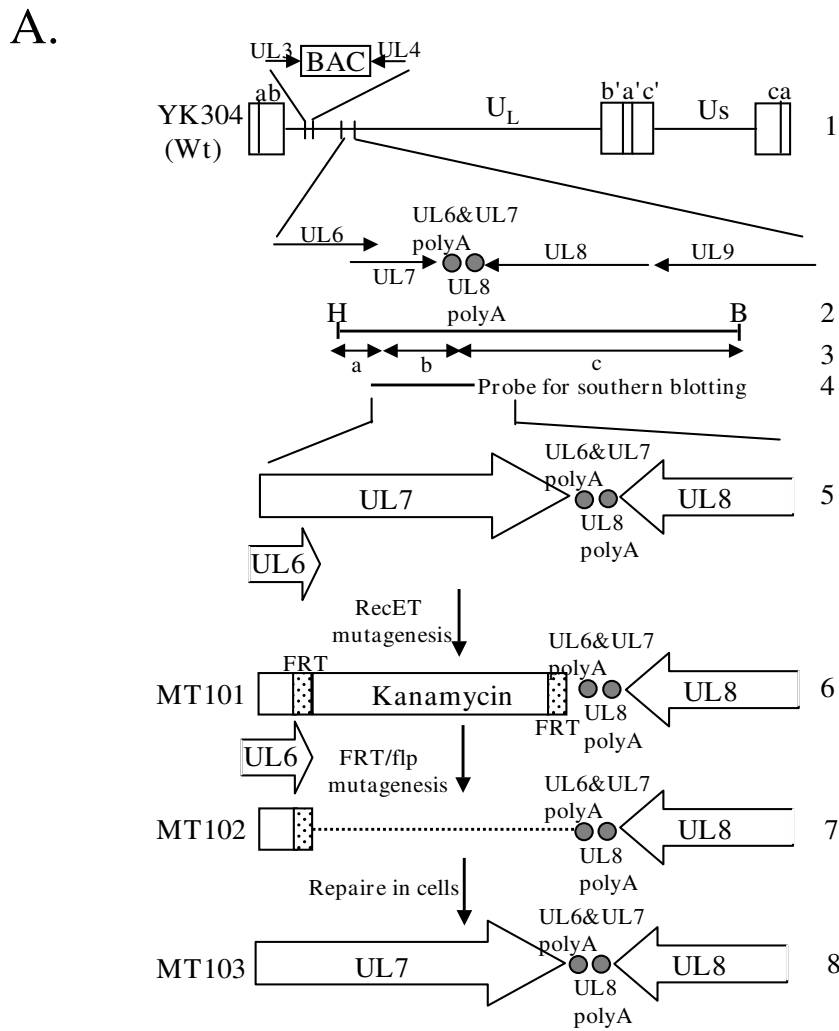 A.
UL3 BAC UL4
ab b'a'c' ca
YK304 UL Us 1
(Wt)
UL6&UL7
UL6 polyA
UL7 UL8 UL9
UL8
H polyA B 2
3
a b c
Probe for southern blotting 4
UL6&UL7
polyA
UL7 UL8 5
UL8
polyA
UL6
RecET
mutagenesis
UL6&UL7
FRT polyA
MT101 Kanamycin UL8 6
FRT UL8
polyA
UL6
FRT/flp
mutagenesis
UL6&UL7
polyA
MT102 UL8 7
UL8
polyA
Repaire in cells
UL6&UL7
polyA
MT103 UL7 UL8 8
UL8
polyA